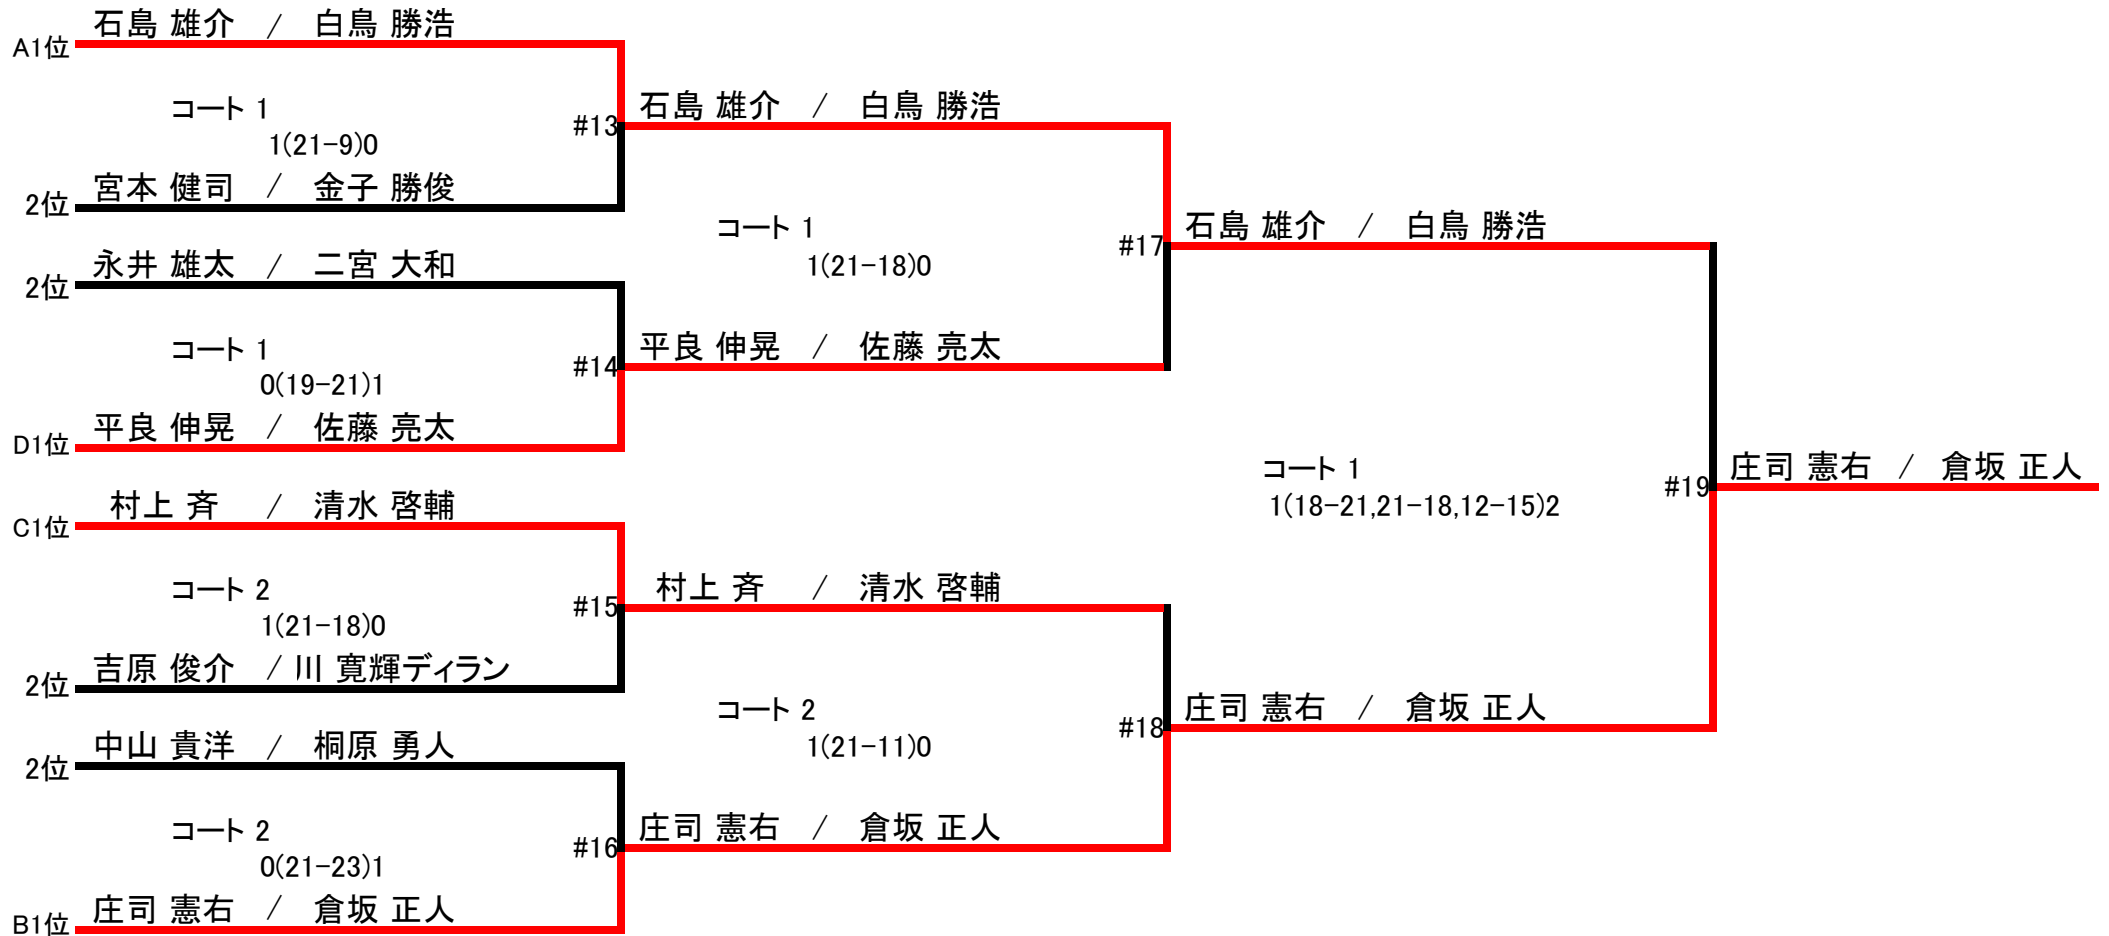 A1位 石島 雄介 / 白鳥 勝浩
コート 1
1(21-9)0
#13
2位 宮本 健司 / 金子 勝俊
2位 永井 雄太 / 二宮 大和
コート 1
0(19-21)1
#14
D1位 平良 伸晃 / 佐藤 亮太
C1位 村上 斉 / 清水 啓輔
コート 2
1(21-18)0
#15
2位 吉原 俊介 / 川 寛輝ディラン
2位 中山 貴洋 / 桐原 勇人
コート 2
0(21-23)1
#16
B1位 庄司 憲右 / 倉坂 正人
石島 雄介 / 白鳥 勝浩
コート 1
1(21-18)0
#17
平良 伸晃 / 佐藤 亮太
村上 斉 / 清水 啓輔
コート 2
1(21-11)0
#18
庄司 憲右 / 倉坂 正人
石島 雄介 / 白鳥 勝浩
コート 1
1(18-21,21-18,12-15)2
#19
庄司 憲右 / 倉坂 正人
庄司 憲右 / 倉坂 正人